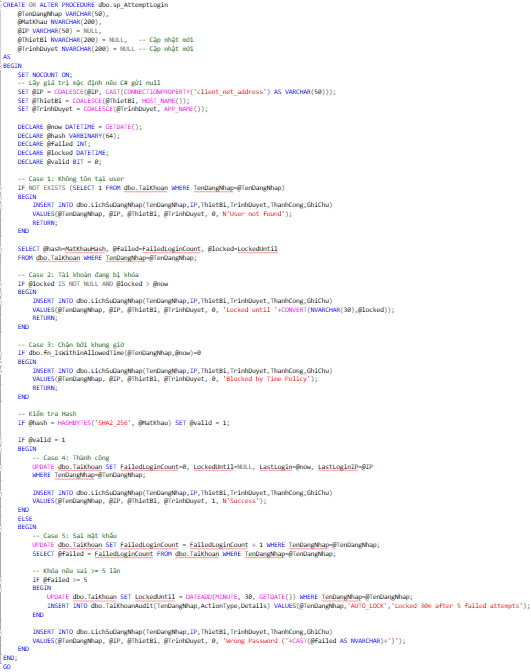 CREATE OR ALTER PROCEDURE dbo.sp_AttemptLogin
@TenDangNhap VARCHAR(50),
@MatKhau NVARCHAR(200),
@IP VARCHAR(50) = NULL,
@ThietBi NVARCHAR(200) = NULL, -- Cập nhật mới
@TrinhDuyet NVARCHAR(200) = NULL -- Cập nhật mới
AS
BEGIN
SET NOCOUNT ON;
-- Lấy giá trị mặc định nếu C# gửi null
SET @IP = COALESCE(@IP, CAST(CONNECTIONPROPERTY('client_net_address') AS VARCHAR(50)));
SET @ThietBi = COALESCE(@ThietBi, HOST_NAME());
SET @TrinhDuyet = COALESCE(@TrinhDuyet, APP_NAME());
DECLARE @now DATETIME = GETDATE();
DECLARE @hash VARBINARY(64);
DECLARE @failed INT;
DECLARE @locked DATETIME;
DECLARE @valid BIT = 0;
-- Case 1: Không tồn tại user
IF NOT EXISTS (SELECT 1 FROM dbo.TaiKhoan WHERE TenDangNhap=@TenDangNhap)
BEGIN
INSERT INTO dbo.LichSuDangNhap(TenDangNhap,IP,ThietBi,TrinhDuyet,ThanhCong,GhiChu)
VALUES(@TenDangNhap, @IP, @ThietBi, @TrinhDuyet, 0, N'User not found');
RETURN;
END
SELECT @hash=MatKhauHash, @failed=FailedLoginCount, @locked=LockedUntil
FROM dbo.TaiKhoan WHERE TenDangNhap=@TenDangNhap;
-- Case 2: Tài khoản đang bị khóa
IF @locked IS NOT NULL AND @locked > @now
BEGIN
INSERT INTO dbo.LichSuDangNhap(TenDangNhap,IP,ThietBi,TrinhDuyet,ThanhCong,GhiChu)
VALUES(@TenDangNhap, @IP, @ThietBi, @TrinhDuyet, 0, 'Locked until '+CONVERT(NVARCHAR(30),@locked));
RETURN;
END
-- Case 3: Chặn bởi khung giờ
IF dbo.fn_IsWithinAllowedTime(@TenDangNhap,@now)=0
BEGIN
INSERT INTO dbo.LichSuDangNhap(TenDangNhap,IP,ThietBi,TrinhDuyet,ThanhCong,GhiChu)
VALUES(@TenDangNhap, @IP, @ThietBi, @TrinhDuyet, 0, 'Blocked by Time Policy');
RETURN;
END
-- Kiểm tra Hash
IF @hash = HASHBYTES('SHA2_256', @MatKhau) SET @valid = 1;
IF @valid = 1
BEGIN
-- Case 4: Thành công
UPDATE dbo.TaiKhoan SET FailedLoginCount=0, LockedUntil=NULL, LastLogin=@now, LastLoginIP=@IP
WHERE TenDangNhap=@TenDangNhap;
INSERT INTO dbo.LichSuDangNhap(TenDangNhap,IP,ThietBi,TrinhDuyet,ThanhCong,GhiChu)
VALUES(@TenDangNhap, @IP, @ThietBi, @TrinhDuyet, 1, N'Success');
END
ELSE
BEGIN
-- Case 5: Sai mật khẩu
UPDATE dbo.TaiKhoan SET FailedLoginCount = FailedLoginCount + 1 WHERE TenDangNhap=@TenDangNhap;
SELECT @failed = FailedLoginCount FROM dbo.TaiKhoan WHERE TenDangNhap=@TenDangNhap;
-- Khóa nếu sai >= 5 lần
IF @failed >= 5
BEGIN
UPDATE dbo.TaiKhoan SET LockedUntil = DATEADD(MINUTE, 30, GETDATE()) WHERE TenDangNhap=@TenDangNhap;
INSERT INTO dbo.TaiKhoanAudit(TenDangNhap,ActionType,Details) VALUES(@TenDangNhap,'AUTO_LOCK','Locked 30m after 5 failed attempts');
END
INSERT INTO dbo.LichSuDangNhap(TenDangNhap,IP,ThietBi,TrinhDuyet,ThanhCong,GhiChu)
VALUES(@TenDangNhap, @IP, @ThietBi, @TrinhDuyet, 0, 'Wrong Password ('+CAST(@failed AS NVARCHAR)+')');
END
END;
GO